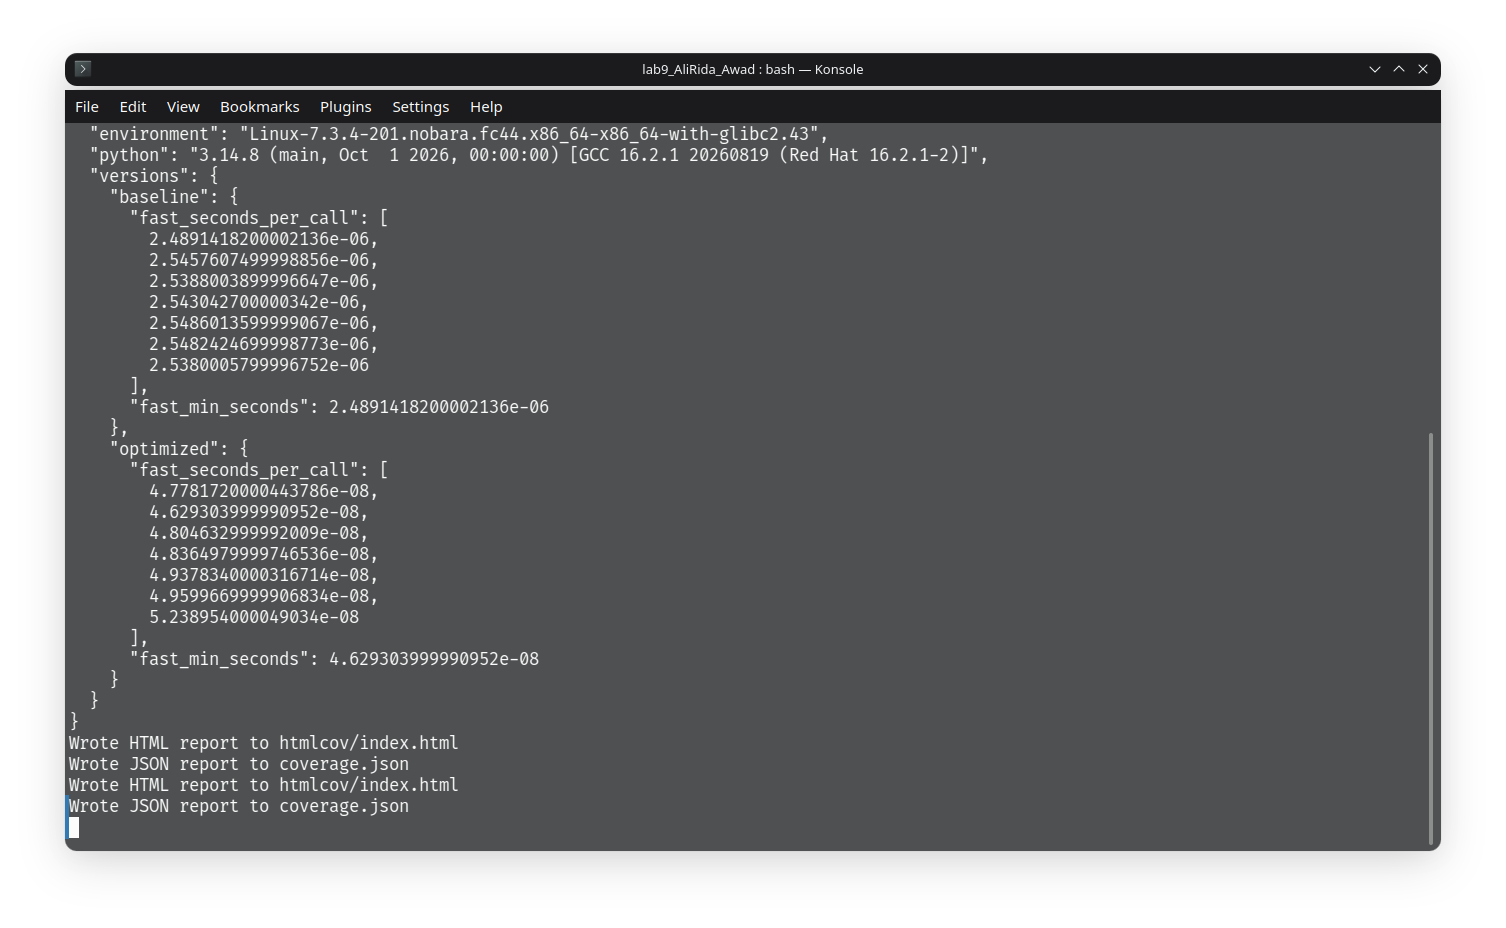 lab9_AliRida_Awad : bash — Konsole
File Edit View Bookmarks Plugins Settings Help
"environment": "Linux-7.3.4-201.nobara.fc44.x86_64-x86_64-with-glibc2.43",
"python": "3.14.8 (main, Oct  1 2026, 00:00:00) [GCC 16.2.1 20260819 (Red Hat 16.2.1-2)]",
"versions": {
"baseline": {
"fast_seconds_per_call": [
2.4891418200002136e-06,
2.5457607499998856e-06,
2.5388003899996647e-06,
2.543042700000342e-06,
2.5486013599999067e-06,
2.5482424699998773e-06,
2.5380005799996752e-06
],
"fast_min_seconds": 2.4891418200002136e-06
},
"optimized": {
"fast_seconds_per_call": [
4.7781720000443786e-08,
4.629303999990952e-08,
4.804632999992009e-08,
4.8364979999746536e-08,
4.9378340000316714e-08,
4.9599669999906834e-08,
5.238954000049034e-08
],
"fast_min_seconds": 4.629303999990952e-08
}
}
}
Wrote HTML report to htmlcov/index.html
Wrote JSON report to coverage.json
Wrote HTML report to htmlcov/index.html
Wrote JSON report to coverage.json